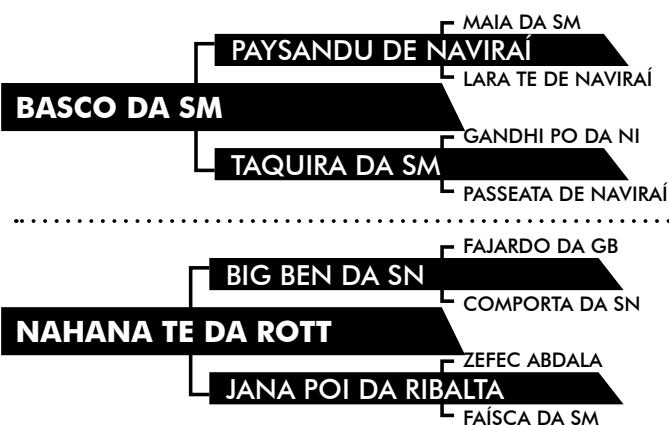 MAIA DA SM
PAYSANDU DE NAVIRAÍ
LARA TE DE NAVIRAÍ
BASCO DA SM
GANDHI PO DA NI
TAQUIRA DA SM
PASSEATA DE NAVIRAÍ
FAJARDO DA GB
BIG BEN DA SN
COMPORTA DA SN
NAHANA TE DA ROTT
ZEFEC ABDALA
JANA POI DA RIBALTA
FAÍSCA DA SM